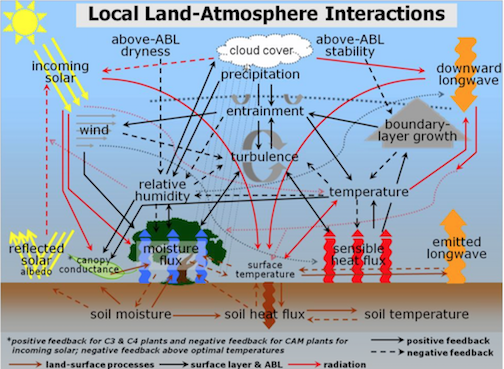 Local Land-Atmosphere Interactions
above-ABL
dryness
cloud cover
above-ABL
stability
incoming
solar
precipitation
downward
longwave
entrainment
wind
boundary-
layer growth
turbulence
relative
humidity
temperature
reflected
solar
albedo
canopy
conductance
moisture
flux
surface
temperature
sensible
heat flux
emitted
longwave
soil moisture
soil heat flux
soil temperature
*positive feedback for C3 & C4 plants and negative feedback for CAM plants for
incoming solar; negative feedback above optimal temperatures
positive feedback
negative feedback
land-surface processes
surface layer & ABL
radiation